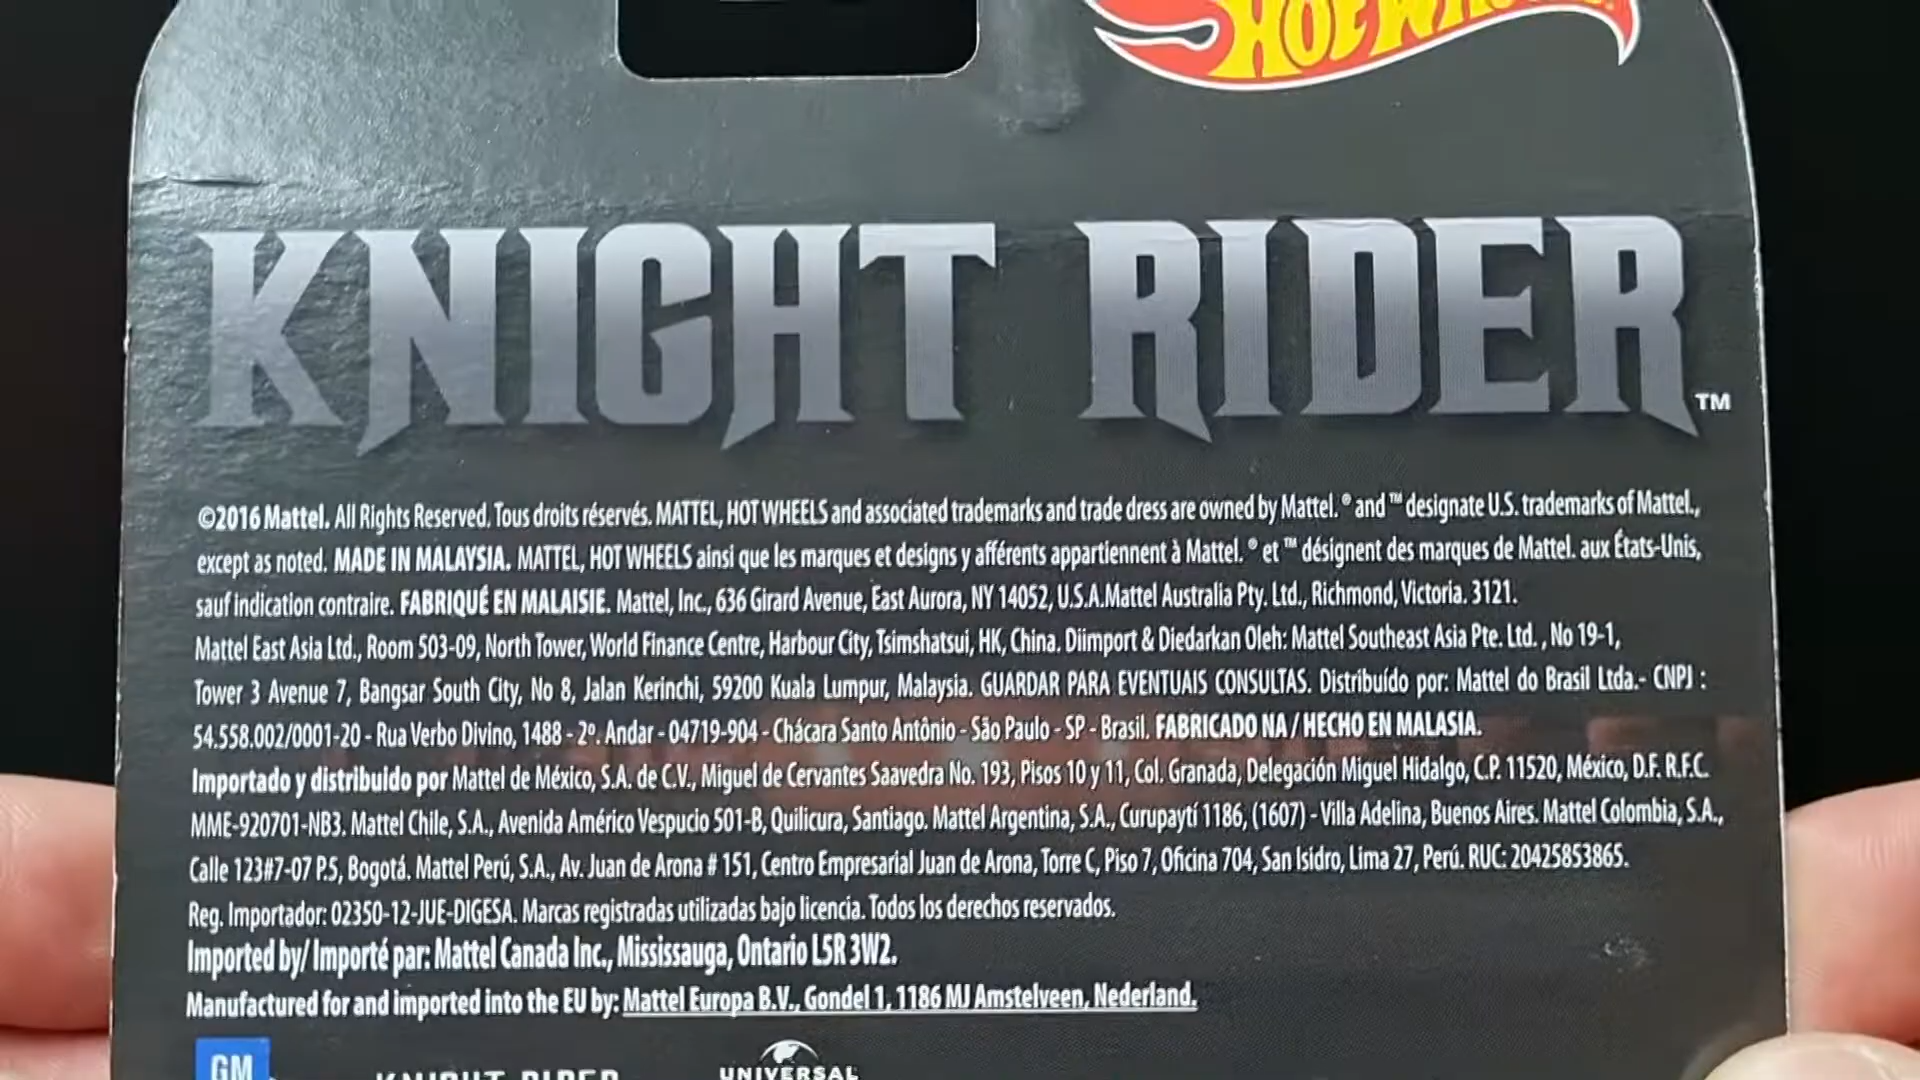 HOT WHEELS
KNIGHT RIDER™
©2016 Mattel. All Rights Reserved. Tous droits réservés. MATTEL, HOT WHEELS and associated trademarks and trade dress are owned by Mattel. ® and ™ designate U.S. trademarks of Mattel.,
except as noted. MADE IN MALAYSIA. MATTEL, HOT WHEELS ainsi que les marques et designs y afférents appartiennent à Mattel. ® et ™ désignent des marques de Mattel. aux États-Unis,
sauf indication contraire. FABRIQUÉ EN MALAISIE. Mattel, Inc., 636 Girard Avenue, East Aurora, NY 14052, U.S.A.Mattel Australia Pty. Ltd., Richmond, Victoria. 3121.
Mattel East Asia Ltd., Room 503-09, North Tower, World Finance Centre, Harbour City, Tsimshatsui, HK, China. Diimport & Diedarkan Oleh: Mattel Southeast Asia Pte. Ltd. , No 19-1,
Tower 3 Avenue 7, Bangsar South City, No 8, Jalan Kerinchi, 59200 Kuala Lumpur, Malaysia. GUARDAR PARA EVENTUAIS CONSULTAS. Distribuído por: Mattel do Brasil Ltda.- CNPJ :
54.558.002/0001-20 - Rua Verbo Divino, 1488 - 2º. Andar - 04719-904 - Chácara Santo Antônio - São Paulo - SP - Brasil. FABRICADO NA / HECHO EN MALASIA.
Importado y distribuido por Mattel de México, S.A. de C.V., Miguel de Cervantes Saavedra No. 193, Pisos 10 y 11, Col. Granada, Delegación Miguel Hidalgo, C.P. 11520, México, D.F. R.F.C.
MME-920701-NB3. Mattel Chile, S.A., Avenida Américo Vespucio 501-B, Quilicura, Santiago. Mattel Argentina, S.A., Curupaytí 1186, (1607) - Villa Adelina, Buenos Aires. Mattel Colombia, S.A.,
Calle 123#7-07 P.5, Bogotá. Mattel Perú, S.A., Av. Juan de Arona # 151, Centro Empresarial Juan de Arona, Torre C, Piso 7, Oficina 704, San Isidro, Lima 27, Perú. RUC: 20425853865.
Reg. Importador: 02350-12-JUE-DIGESA. Marcas registradas utilizadas bajo licencia. Todos los derechos reservados.
Imported by/ Importé par: Mattel Canada Inc., Mississauga, Ontario L5R 3W2.
Manufactured for and imported into the EU by: Mattel Europa B.V., Gondel 1, 1186 MJ Amstelveen, Nederland.
GM KNIGHT RIDER UNIVERSAL